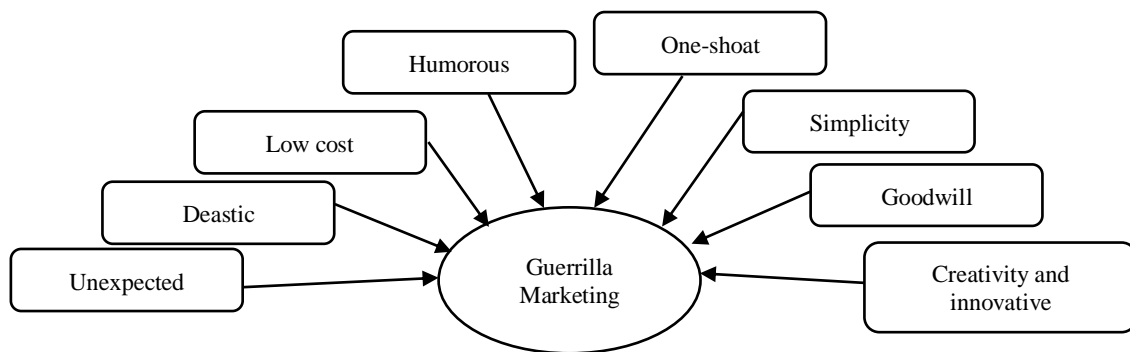 One-shoat
Humorous
Simplicity
Low cost
Goodwill
Deastic
Unexpected
Guerrilla
Marketing
Creativity and
innovative